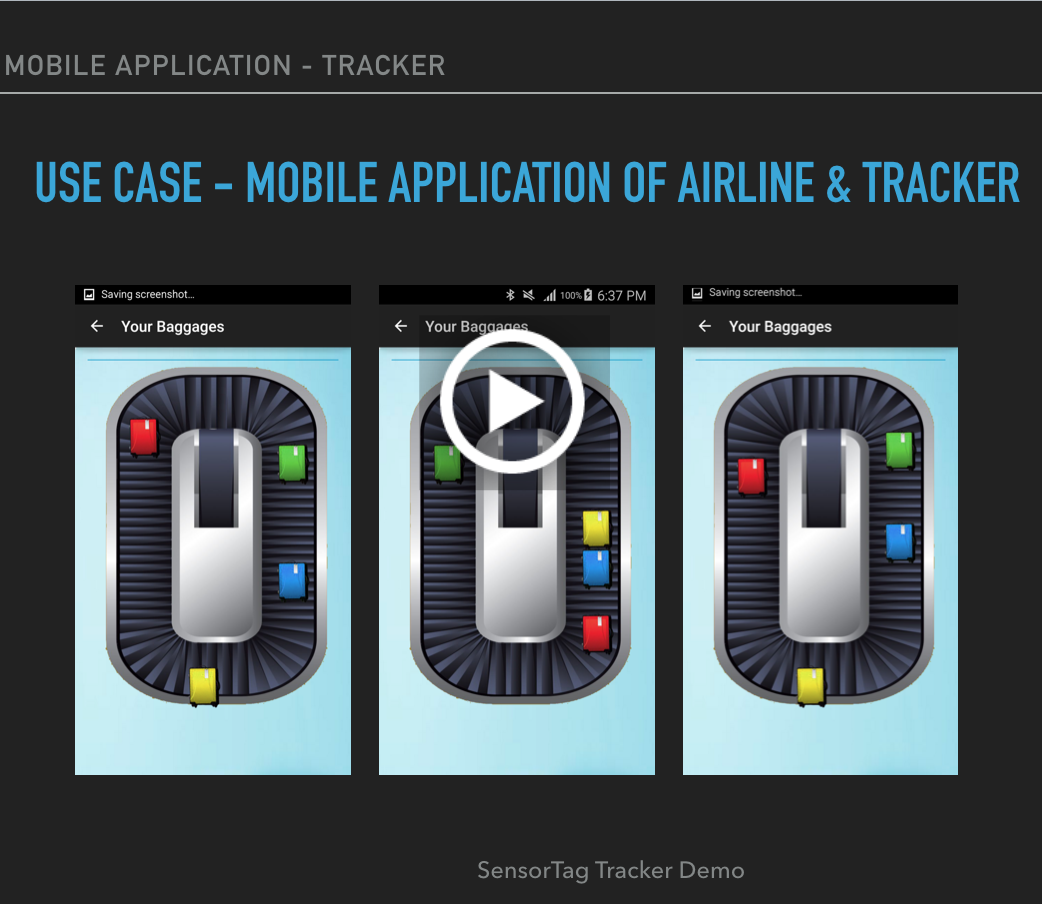 MOBILE APPLICATION - TRACKER
USE CASE – MOBILE APPLICATION OF AIRLINE & TRACKER
Saving screenshot...
Your Baggages
100% 6:37 PM
Your Baggages
Saving screenshot...
Your Baggages
SensorTag Tracker Demo